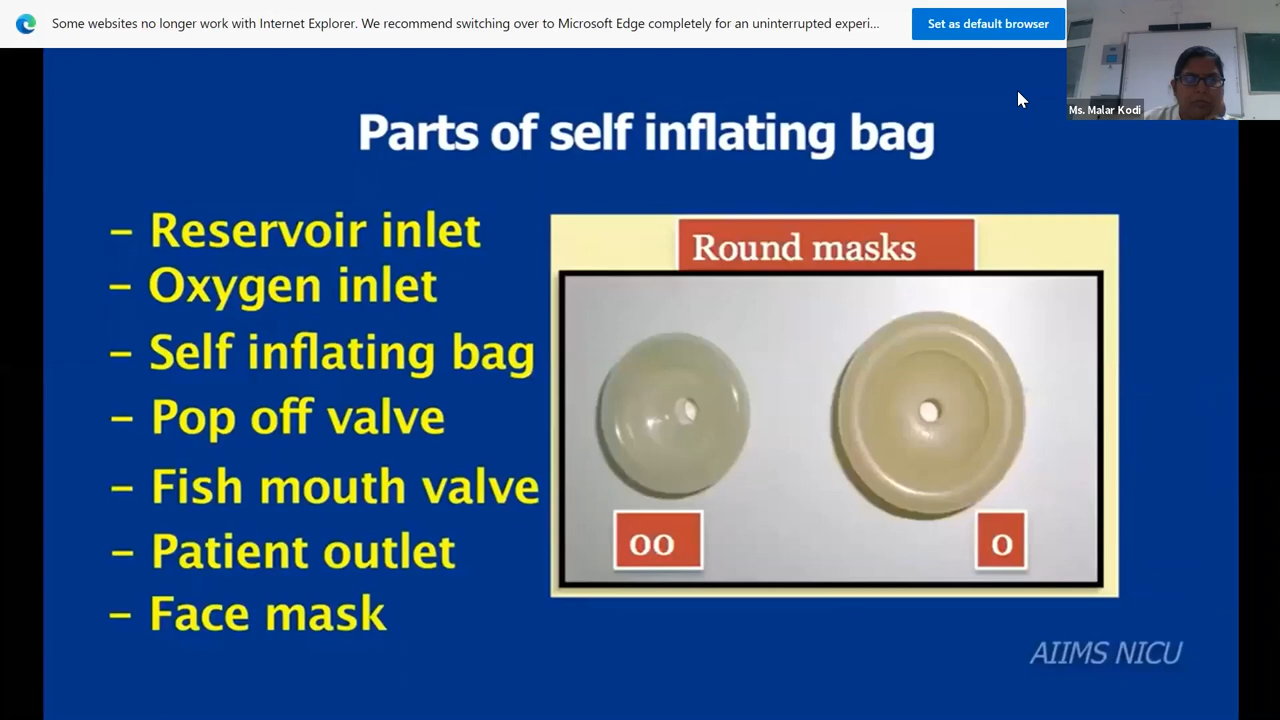 Some websites no longer work with Internet Explorer. We recommend switching over to Microsoft Edge completely for an uninterrupted experi...
Set as default browser
Ms. Malar Kodi
Parts of self inflating bag
– Reservoir inlet
– Oxygen inlet
– Self inflating bag
– Pop off valve
– Fish mouth valve
– Patient outlet
– Face mask
Round masks
00
0
AIIMS NICU